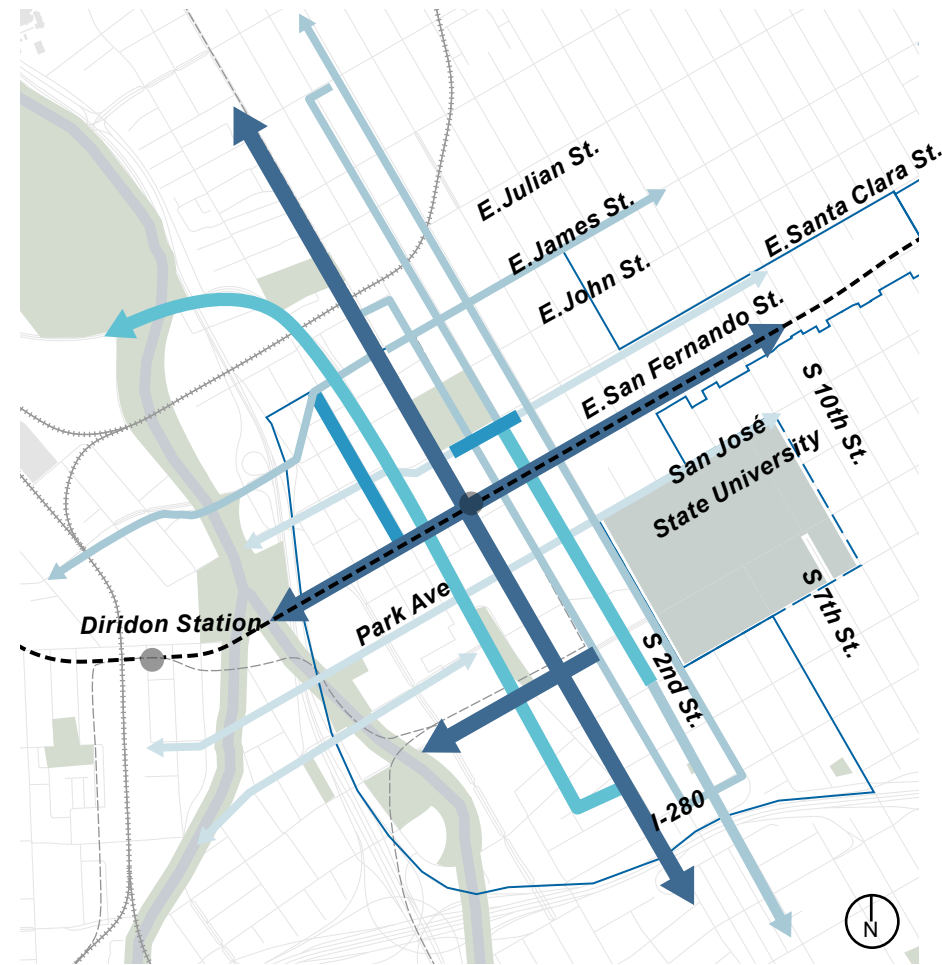 E.Julian St.
E.James St.
E.Santa Clara St.
E.John St.
E.San Fernando St.
S 10th St.
San José
State University
Park Ave
Diridon Station
S 7th St.
S 2nd St.
I-280
N